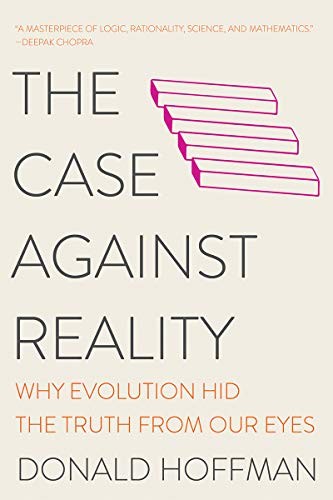 "A MASTERPIECE OF LOGIC, RATIONALITY, SCIENCE, AND MATHEMATICS."
—DEEPAK CHOPRA
THE
CASE
AGAINST
REALITY
WHY EVOLUTION HID
THE TRUTH FROM OUR EYES
DONALD HOFFMAN